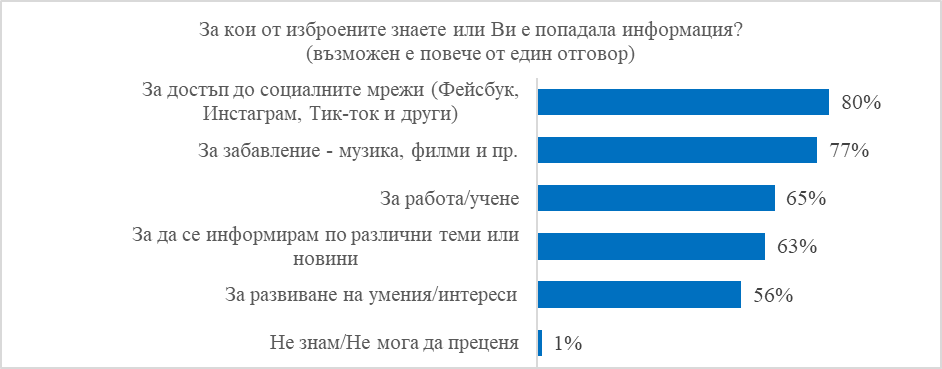 За кои от изброените знаете или Ви е попадала информация?
(възможен е повече от един отговор)
За достъп до социалните мрежи (Фейсбук,
Инстаграм, Тик-ток и други)
80%
За забавление - музика, филми и пр.
77%
За работа/учене
65%
За да се информирам по различни теми или
новини
63%
За развиване на умения/интереси
56%
Не знам/Не мога да преценя
1%